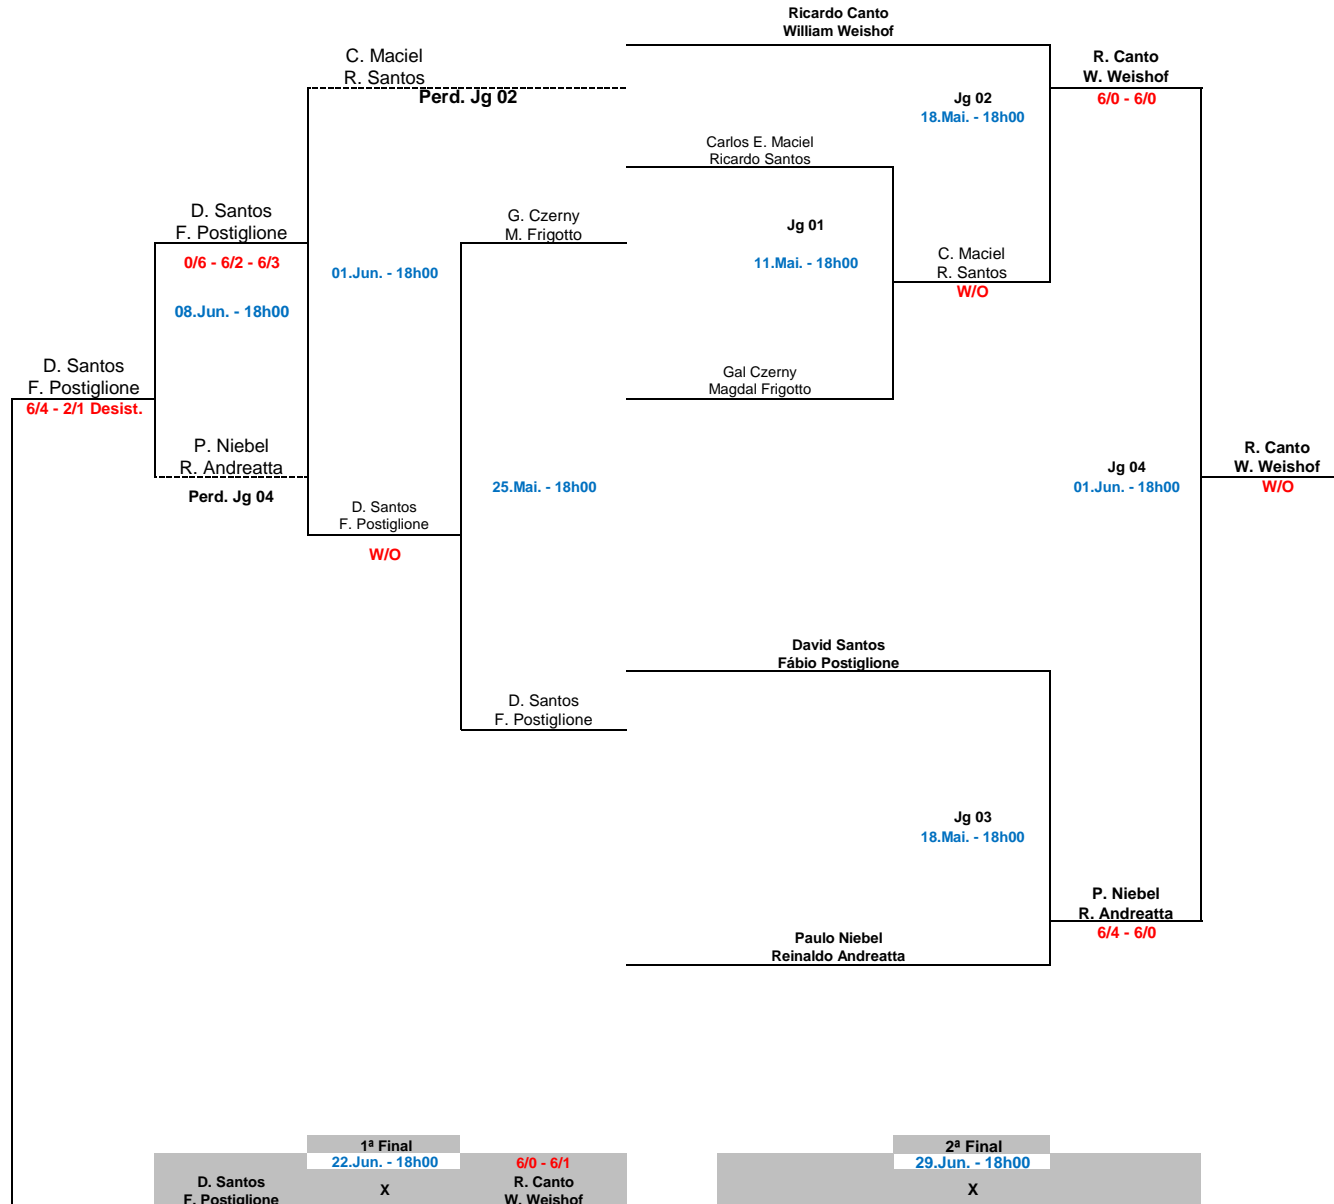 Ricardo Canto
William Weishof
C. Maciel
R. Santos
Perd. Jg 02
R. Canto
W. Weishof
6/0 - 6/0
Jg 02
18.Mai. - 18h00
Carlos E. Maciel
Ricardo Santos
D. Santos
F. Postiglione
0/6 - 6/2 - 6/3
G. Czerny
M. Frigotto
Jg 01
11.Mai. - 18h00
01.Jun. - 18h00
C. Maciel
R. Santos
W/O
08.Jun. - 18h00
D. Santos
F. Postiglione
6/4 - 2/1 Desist.
Gal Czerny
Magdal Frigotto
P. Niebel
R. Andreatta
Perd. Jg 04
25.Mai. - 18h00
Jg 04
01.Jun. - 18h00
R. Canto
W. Weishof
W/O
D. Santos
F. Postiglione
W/O
David Santos
Fábio Postiglione
D. Santos
F. Postiglione
Jg 03
18.Mai. - 18h00
P. Niebel
R. Andreatta
6/4 - 6/0
Paulo Niebel
Reinaldo Andreatta
1ª Final
22.Jun. - 18h00
6/0 - 6/1
D. Santos
F. Postiglione
X
R. Canto
W. Weishof
2ª Final
29.Jun. - 18h00
X